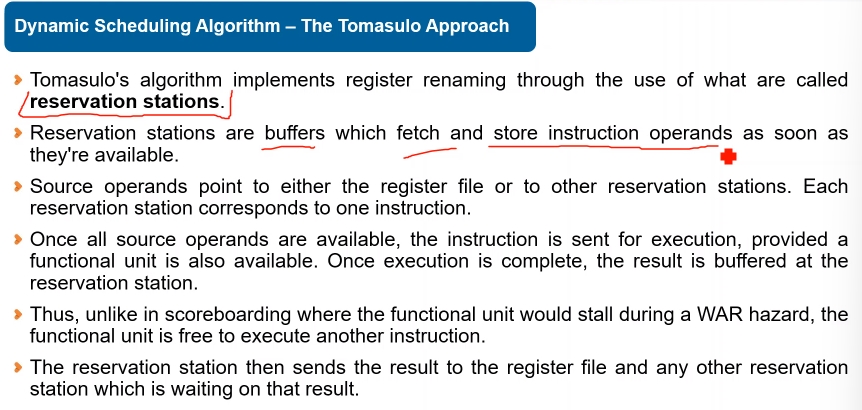 Dynamic Scheduling Algorithm – The Tomasulo Approach
Tomasulo's algorithm implements register renaming through the use of what are called
reservation stations.
Reservation stations are buffers which fetch and store instruction operands as soon as
they're available.
Source operands point to either the register file or to other reservation stations. Each
reservation station corresponds to one instruction.
Once all source operands are available, the instruction is sent for execution, provided a
functional unit is also available. Once execution is complete, the result is buffered at the
reservation station.
Thus, unlike in scoreboarding where the functional unit would stall during a WAR hazard, the
functional unit is free to execute another instruction.
The reservation station then sends the result to the register file and any other reservation
station which is waiting on that result.